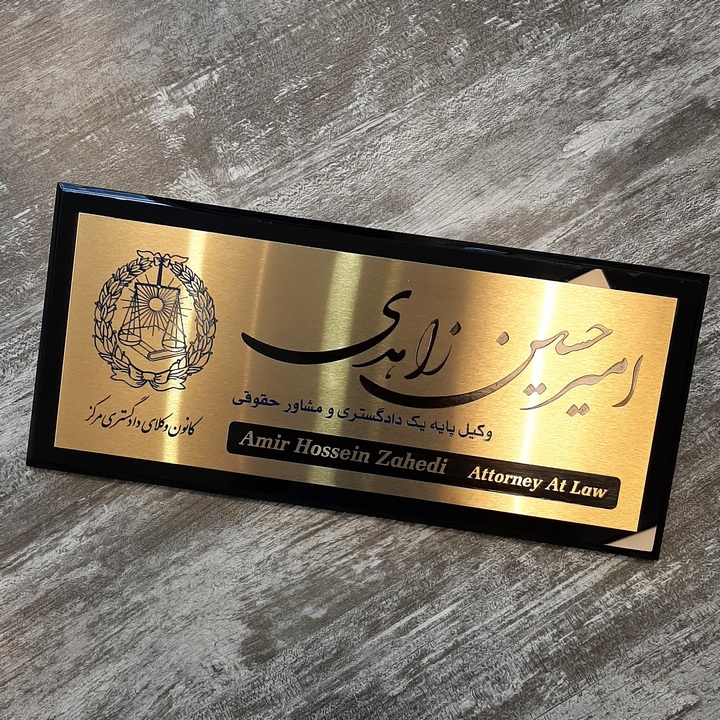 امیرحسین زاهدی
وکیل پایه یک دادگستری و مشاور حقوقی
Amir Hossein Zahedi Attorney At Law
کانون وکلای دادگستری مرکز